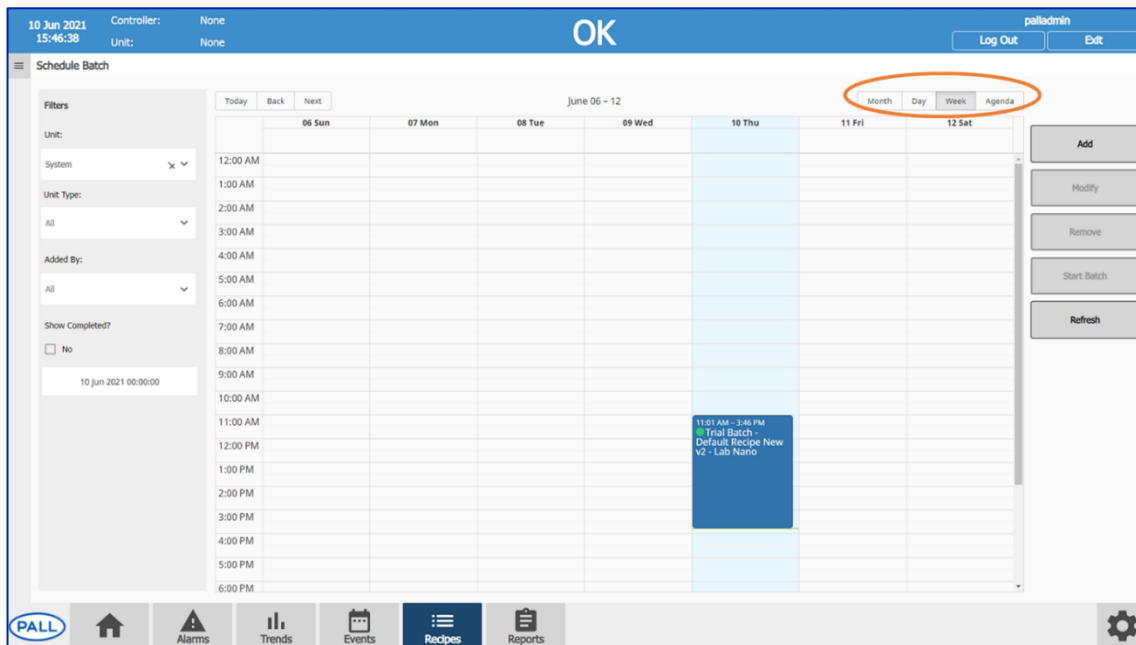 10 Jun 2021
15:46:38
Controller: None
Unit: None
OK
palladmin
Log Out Exit
Schedule Batch
Filters
Unit:
System
Unit Type:
All
Added By:
All
Show Completed?
No
10 Jun 2021 00:00:00
Today Back Next
June 06 – 12
Month Day Week Agenda
06 Sun 07 Mon 08 Tue 09 Wed 10 Thu 11 Fri 12 Sat
12:00 AM
1:00 AM
2:00 AM
3:00 AM
4:00 AM
5:00 AM
6:00 AM
7:00 AM
8:00 AM
9:00 AM
10:00 AM
11:00 AM
12:00 PM
1:00 PM
2:00 PM
3:00 PM
4:00 PM
5:00 PM
6:00 PM
11:01 AM – 3:46 PM
Trial Batch -
Default Recipe New
v2 - Lab Nano
Add
Modify
Remove
Start Batch
Refresh
PALL
Alarms
Trends
Events
Recipes
Reports